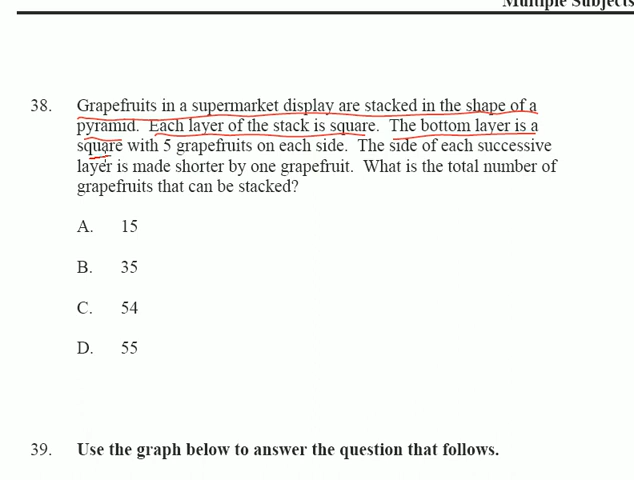 Multiple Subjects
38. Grapefruits in a supermarket display are stacked in the shape of a
pyramid. Each layer of the stack is square. The bottom layer is a
square with 5 grapefruits on each side. The side of each successive
layer is made shorter by one grapefruit. What is the total number of
grapefruits that can be stacked?
A. 15
B. 35
C. 54
D. 55
39. Use the graph below to answer the question that follows.